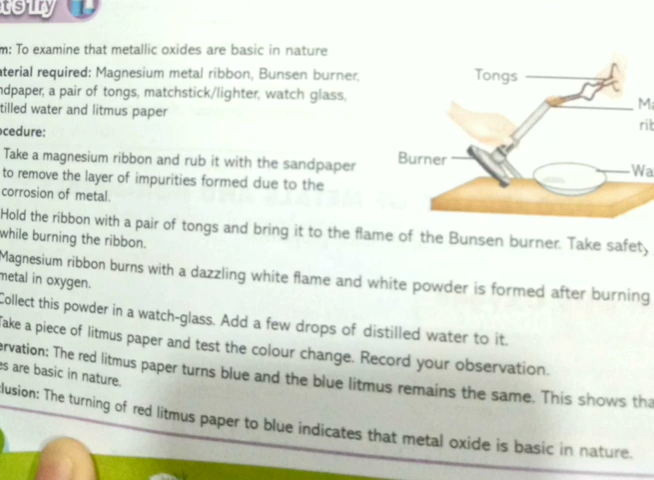 t's Try
m: To examine that metallic oxides are basic in nature
aterial required: Magnesium metal ribbon, Bunsen burner,
ndpaper, a pair of tongs, matchstick/lighter, watch glass,
tilled water and litmus paper
ocedure:
Take a magnesium ribbon and rub it with the sandpaper
to remove the layer of impurities formed due to the
corrosion of metal.
Hold the ribbon with a pair of tongs and bring it to the flame of the Bunsen burner. Take safety
while burning the ribbon.
Magnesium ribbon burns with a dazzling white flame and white powder is formed after burning
metal in oxygen.
Collect this powder in a watch-glass. Add a few drops of distilled water to it.
Take a piece of litmus paper and test the colour change. Record your observation.
ervation: The red litmus paper turns blue and the blue litmus remains the same. This shows tha
es are basic in nature.
lusion: The turning of red litmus paper to blue indicates that metal oxide is basic in nature.
Tongs
Ma
rib
Burner
Wa